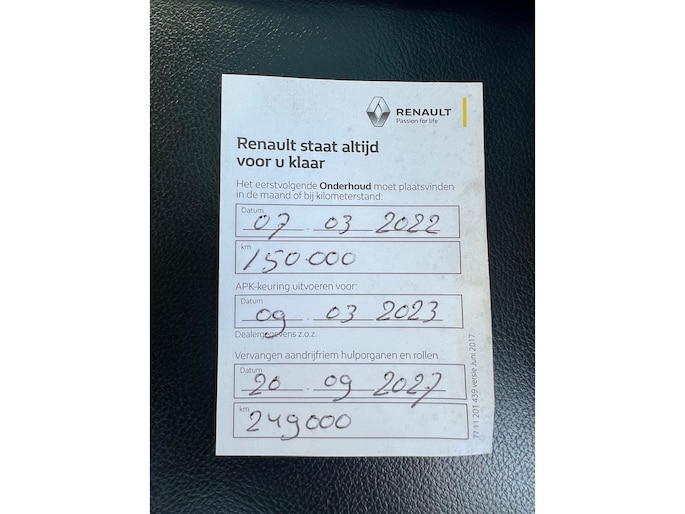 RENAULT
Passion for life
Renault staat altijd
voor u klaar
Het eerstvolgende Onderhoud moet plaatsvinden
in de maand of bij kilometerstand:
Datum
07 03 2022
km
150.000
APK-keuring uitvoeren voor:
Datum
09 03 2023
Dealergegevens z.o.z.
Vervangen aandrijfriem hulporganen en rollen
Datum
20 09 2027
km
249000
77 11 201 439 versie Juni 2017